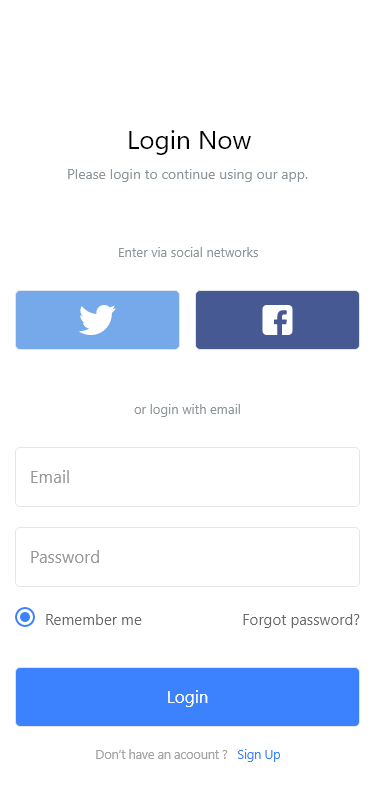 Login Now
Please login to continue using our app.
Enter via social networks
or login with email
Email
Password
Remember me Forgot password?
Login
Don't have an acoount ? Sign Up